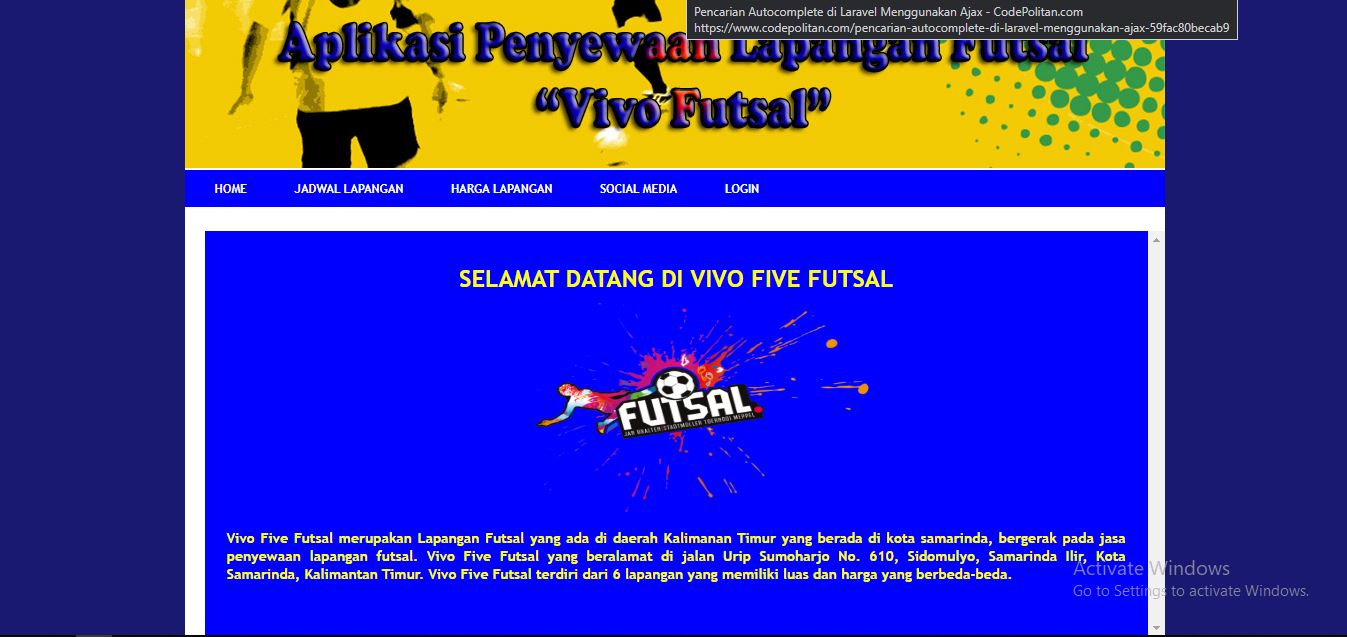 Pencarian Autocomplete di Laravel Menggunakan Ajax - CodePolitan.com
https://www.codepolitan.com/pencarian-autocomplete-di-laravel-menggunakan-ajax-59fac80becab9
Aplikasi Penyewaan Lapangan Futsal
“Vivo Futsal”
HOME JADWAL LAPANGAN HARGA LAPANGAN SOCIAL MEDIA LOGIN
SELAMAT DATANG DI VIVO FIVE FUTSAL
FUTSAL.
Vivo Five Futsal merupakan Lapangan Futsal yang ada di daerah Kalimanan Timur yang berada di kota samarinda, bergerak pada jasa
penyewaan lapangan futsal. Vivo Five Futsal yang beralamat di jalan Urip Sumoharjo No. 610, Sidomulyo, Samarinda Ilir, Kota
Samarinda, Kalimantan Timur. Vivo Five Futsal terdiri dari 6 lapangan yang memiliki luas dan harga yang berbeda-beda.
Activate Windows
Go to Settings to activate Windows.